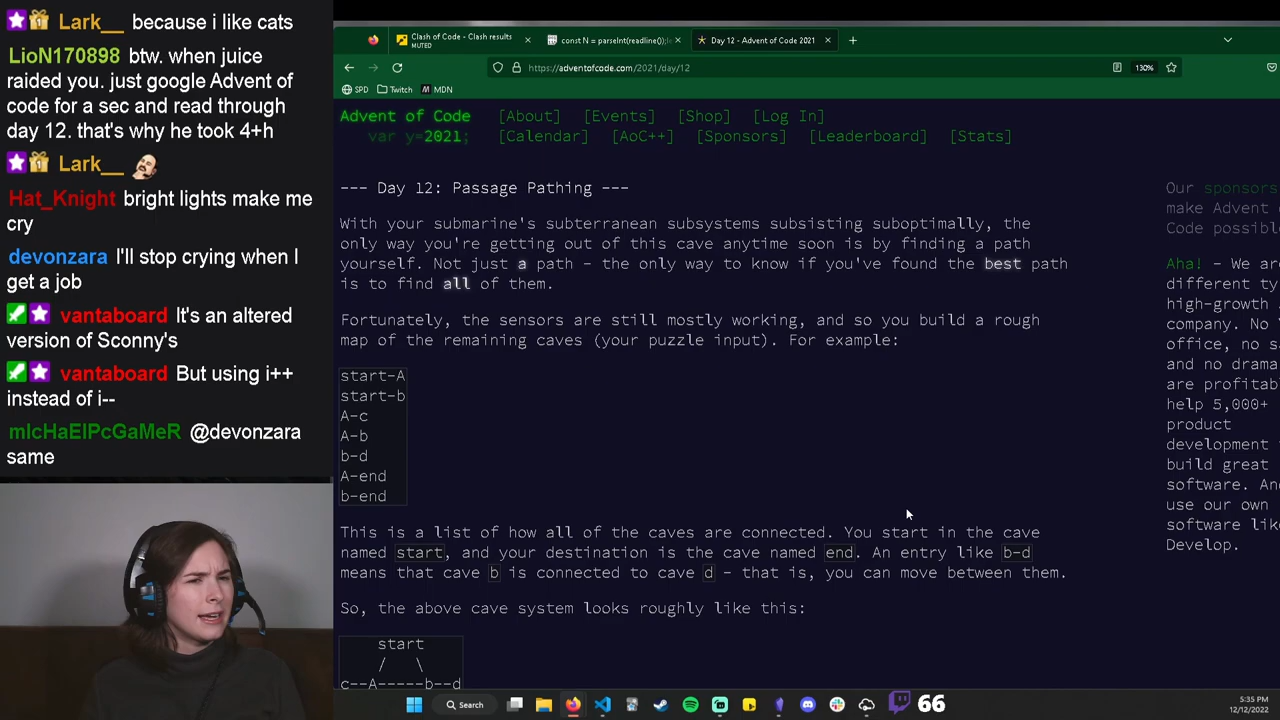 Lark__ because i like cats
LioN170898 btw. when juice
raided you. just google Advent of
code for a sec and read through
day 12. that's why he took 4+h
Lark__
Hat_Knight bright lights make me
cry
devonzara I'll stop crying when I
get a job
vantaboard It's an altered
version of Sconny's
vantaboard But using i++
instead of i--
mIcHaElPcGaMeR @devonzara
same
Clash of Code - Clash results
MUTED
const N = parseInt(readline());le
Day 12 - Advent of Code 2021
https://adventofcode.com/2021/day/12
130%
SPD
Twitch
MDN
Advent of Code [About] [Events] [Shop] [Log In]
var y=2021; [Calendar] [AoC++] [Sponsors] [Leaderboard] [Stats]
--- Day 12: Passage Pathing ---
With your submarine's subterranean subsystems subsisting suboptimally, the
only way you're getting out of this cave anytime soon is by finding a path
yourself. Not just a path - the only way to know if you've found the best path
is to find all of them.
Fortunately, the sensors are still mostly working, and so you build a rough
map of the remaining caves (your puzzle input). For example:
start-A
start-b
A-c
A-b
b-d
A-end
b-end
This is a list of how all of the caves are connected. You start in the cave
named start, and your destination is the cave named end. An entry like b-d
means that cave b is connected to cave d - that is, you can move between them.
So, the above cave system looks roughly like this:
start
/ \
c--A-----b--d
Our sponsors
make Advent
Code possibl
Aha! - We are
different ty
high-growth
company. No
office, no sa
and no drama
are profitab
help 5,000+
product
development
build great
software. And
use our own
software like
Develop.
Search
66
5:35 PM
12/12/2022